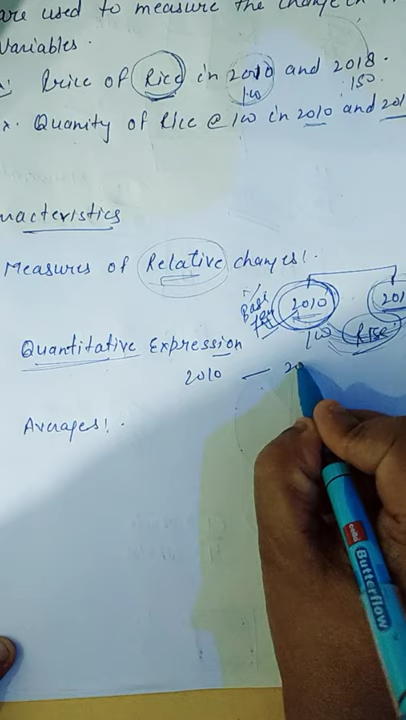 are used to measure the change in
Variables.
Price of Rice in 2010 and 2018.
100 150
x. Quanity of Rice @ 100 in 2010 and 201
racteristics
Measures of Relative changes!.
Base
2010 201
100 Rise
Quantitative Expression
2010 — 20
Averages!.
cello
Butterflow